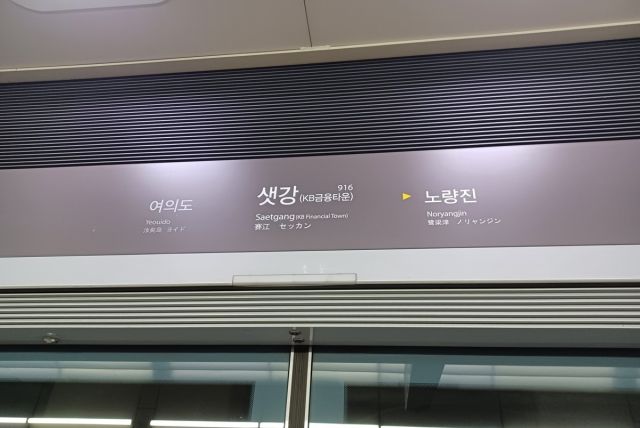 여의도
Yeouido
汝矣島 ヨイド
916
샛강(KB금융타운)
Saetgang (KB Financial Town)
赛江 セッカン
노량진
Noryangjin
鹭梁津 ノリャンジン